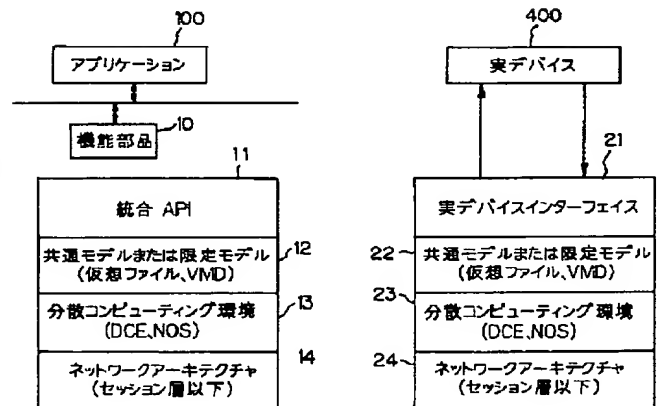 100
アプリケーション
10
機能部品
11
統合 API
12
共通モデルまたは限定モデル
(仮想ファイル、VMD)
13
分散コンピューティング環境
(DCE,NOS)
14
ネットワークアーキテクチャ
(セッション層以下)
400
実デバイス
21
実デバイスインターフェイス
22
共通モデルまたは限定モデル
(仮想ファイル、VMD)
23
分散コンピューティング環境
(DCE,NOS)
24
ネットワークアーキテクチャ
(セッション層以下)